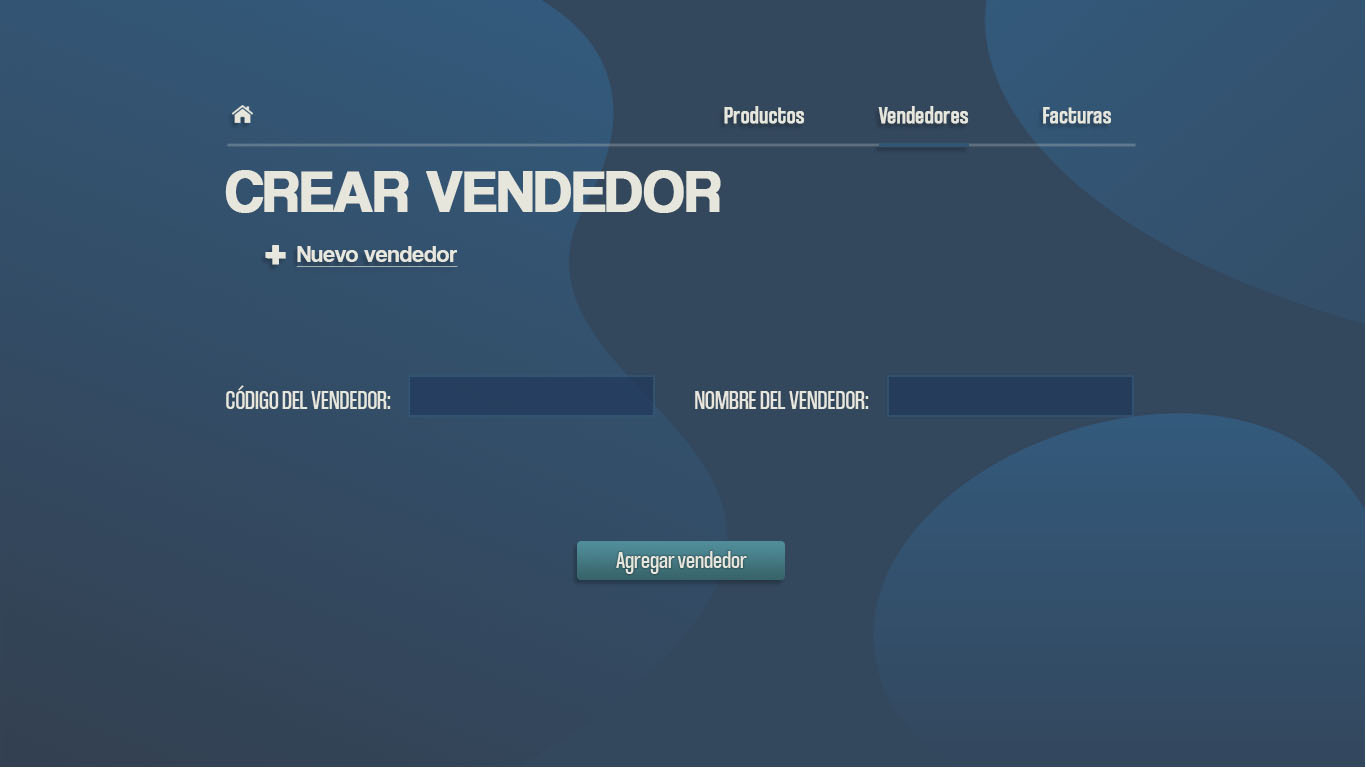 Productos Vendedores Facturas
CREAR VENDEDOR
Nuevo vendedor
CÓDIGO DEL VENDEDOR: NOMBRE DEL VENDEDOR:
Agregar vendedor